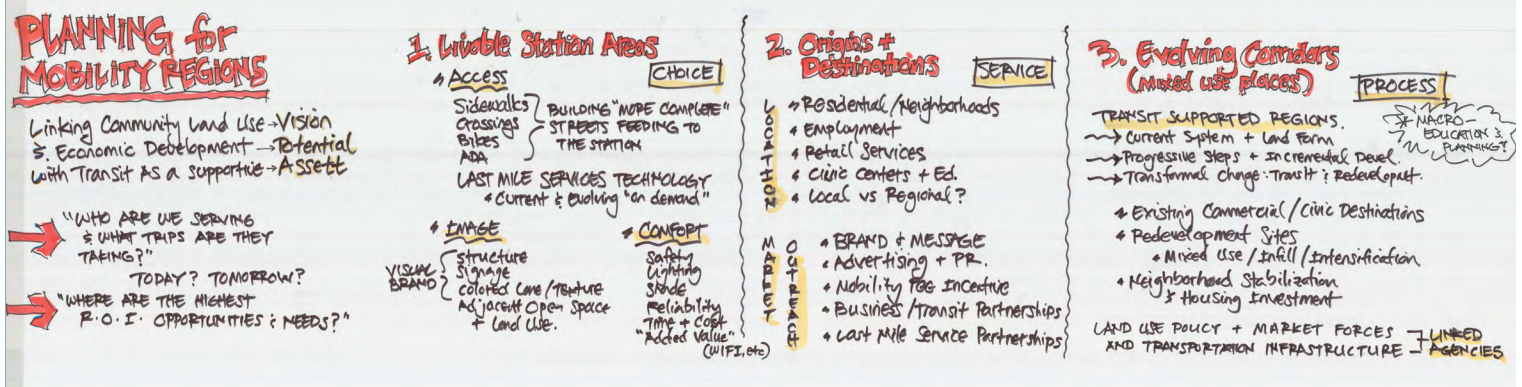 PLANNING for
MOBILITY REGIONS
Linking Community Land Use → Vision
& Economic Development → Potential
with Transit As a supportive → Assett
"WHO ARE WE SERVING
& WHAT TRIPS ARE THEY
TAKING?"
TODAY? TOMORROW?
"WHERE ARE THE HIGHEST
R.O.I. OPPORTUNITIES & NEEDS?"
1. Livable Station Areas
Access
CHOICE
Sidewalks
Crossings
Bikes
ADA
BUILDING "MORE COMPLETE"
STREETS FEEDING TO
THE STATION
LAST MILE SERVICES TECHNOLOGY
Current & Evolving "on demand"
IMAGE
VISUAL
BRAND
Structure
Signage
Colored Lane/Texture
Adjacent Open Space
+ Land Use.
COMFORT
Safety
Lighting
Shade
Reliability
Time + Cost
"Added Value"
(WIFI, etc)
2. Origins +
Destinations
SERVICE
LOCATION
Residential/Neighborhoods
Employment
Retail Services
Civic Centers + Ed.
Local vs Regional?
MARKET
OUTREACH
BRAND & MESSAGE
Advertising + PR.
Mobility Incentive
Business/Transit Partnerships
Last Mile Service Partnerships
3. Evolving Corridors
(Mixed Use places)
PROCESS
MACRO-
EDUCATION &
PLANNING?
TRANSIT SUPPORTED REGIONS.
→ Current System + Land Form
→ Progressive Steps + Incremental Devel.
→ Transformal Change: Transit & Redevelopmt.
Existing Commercial/Civic Destinations
Redevelopment Sites
Mixed Use/Infill/Intensification
Neighborhood Stabilization
& Housing Investment
LAND USE POLICY + MARKET FORCES
AND TRANSPORTATION INFRASTRUCTURE
LINKED
AGENCIES